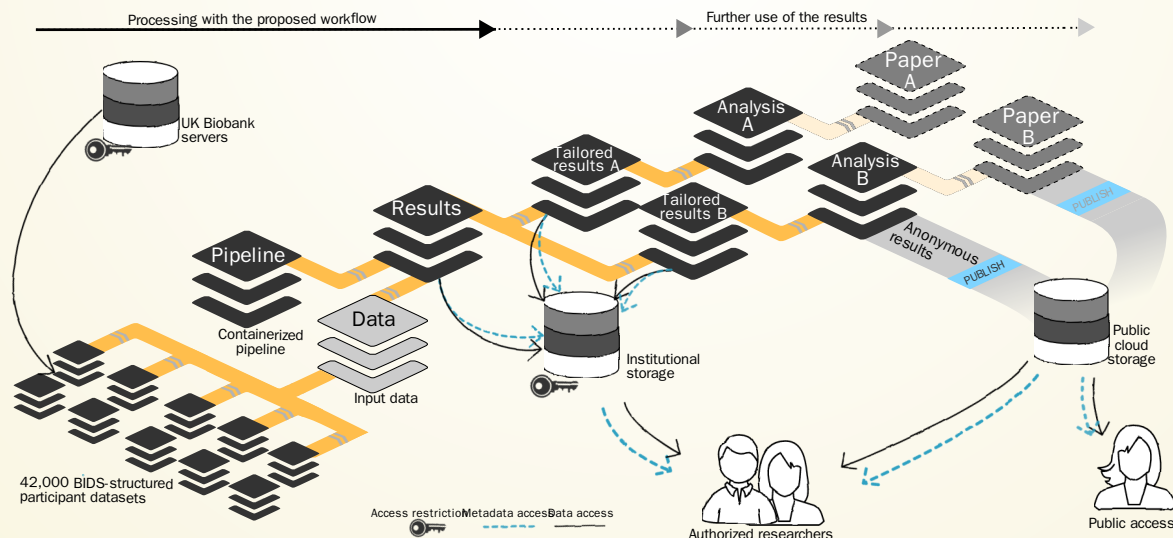 Processing with the proposed workflow
Further use of the results
UK Biobank
servers
Paper
A
Analysis
A
Paper
B
Tailored
results A
Analysis
B
Results
Tailored
results B
PUBLISH
Pipeline
Anonymous
results
PUBLISH
Data
Containerized
pipeline
Institutional
storage
Public
cloud
storage
Input data
42,000 BIDS-structured
participant datasets
Access restriction
Metadata access
Data access
Authorized researchers
Public access